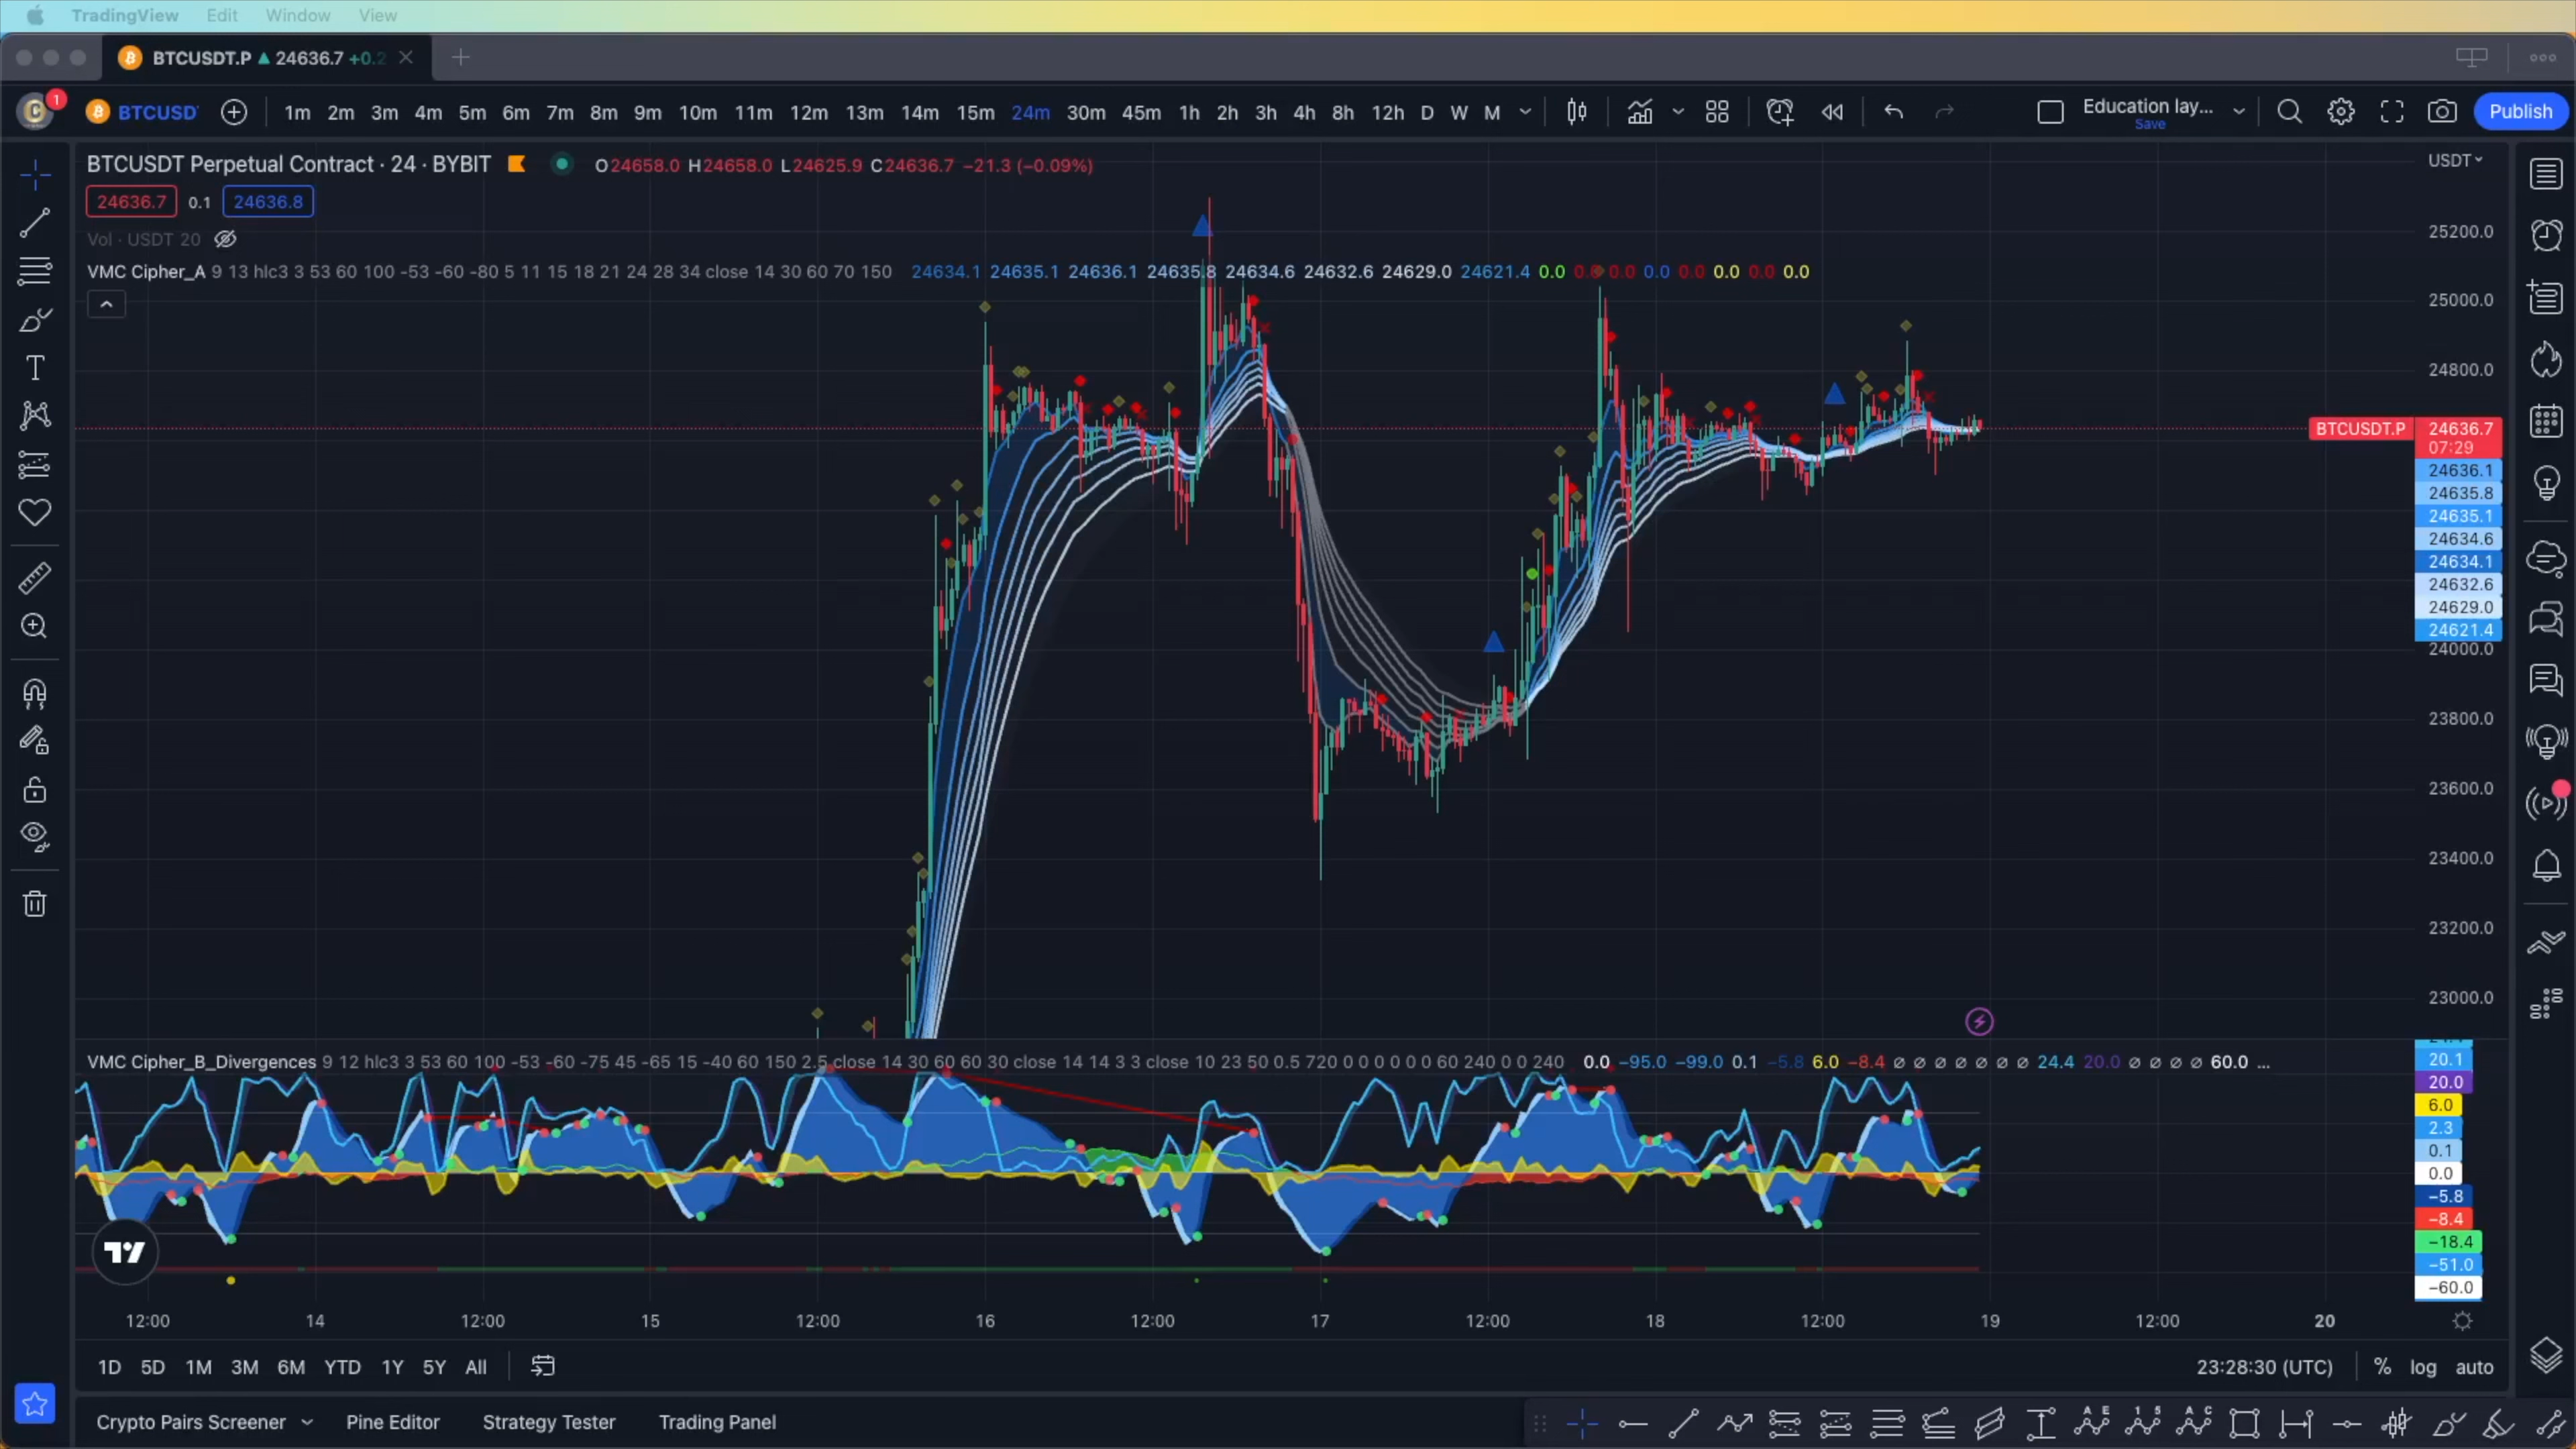 TradingView Edit Window View
BTCUSDT.P ▲ 24636.7 +0.2
1 BTCUSD 1m 2m 3m 4m 5m 6m 7m 8m 9m 10m 11m 12m 13m 14m 15m 24m 30m 45m 1h 2h 3h 4h 8h 12h D W M Education lay... Save Publish
BTCUSDT Perpetual Contract · 24 · BYBIT O24658.0 H24658.0 L24625.9 C24636.7 −21.3 (−0.09%) USDT
24636.7 0.1 24636.8
Vol · USDT 20
VMC Cipher_A 9 13 hlc3 3 53 60 100 -53 -60 -80 5 11 15 18 21 24 28 34 close 14 30 60 70 150 24634.1 24635.1 24636.1 24635.8 24634.6 24632.6 24629.0 24621.4 0.0 0.0 0.0 0.0 0.0 0.0 0.0
25200.0
25000.0
24800.0
BTCUSDT.P 24636.7
07:29
24636.1
24635.8
24635.1
24634.6
24634.1
24632.6
24629.0
24621.4
24000.0
23800.0
23600.0
23400.0
23200.0
23000.0
VMC Cipher_B_Divergences 9 12 hlc3 3 53 60 100 -53 -60 -75 45 -65 15 -40 60 150 2.5 close 14 30 60 60 30 close 14 14 3 3 close 10 23 50 0.5 720 0 0 0 0 0 0 60 240 0 0 240 0.0 −95.0 −99.0 0.1 −5.8 6.0 −8.4 ∅ ∅ ∅ ∅ ∅ ∅ ∅ 24.4 20.0 ∅ ∅ ∅ ∅ 60.0 ...
20.1
20.0
6.0
2.3
0.1
0.0
−5.8
−8.4
−18.4
−51.0
−60.0
12:00 14 12:00 15 12:00 16 12:00 17 12:00 18 12:00 19 12:00 20
1D 5D 1M 3M 6M YTD 1Y 5Y All 23:28:30 (UTC) % log auto
Crypto Pairs Screener Pine Editor Strategy Tester Trading Panel